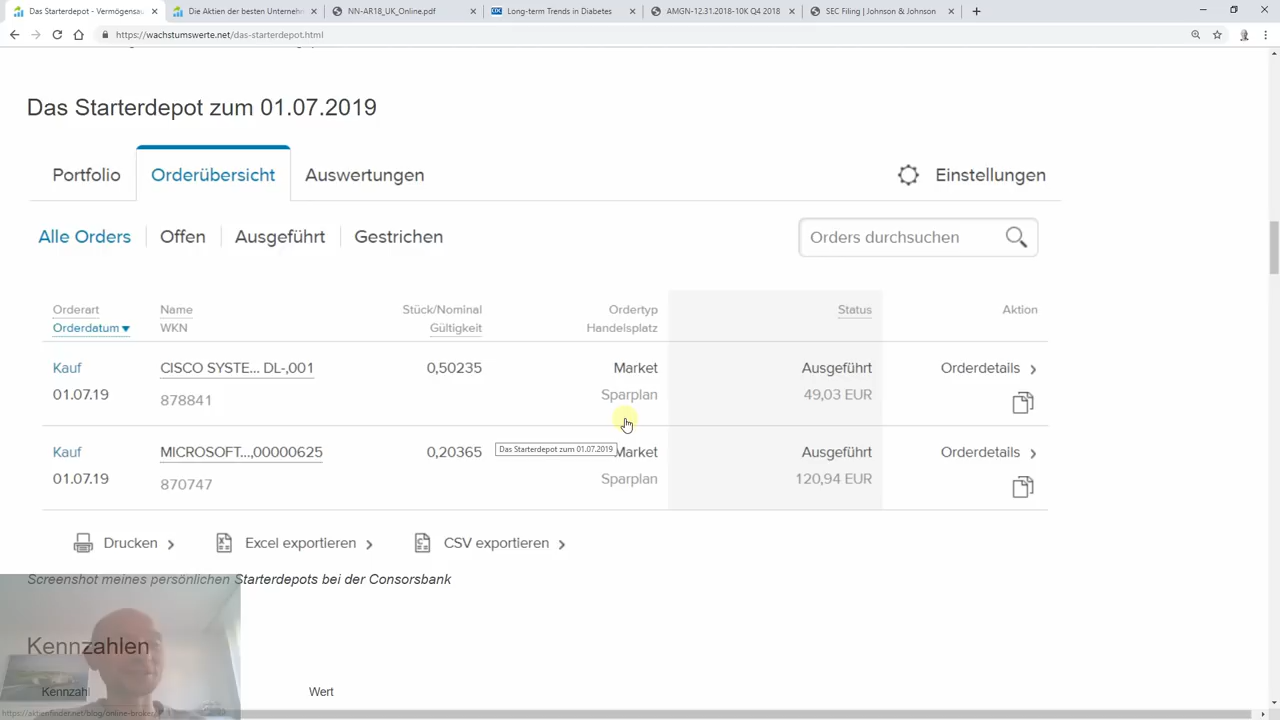 Das Starterdepot - Vermögensau
Die Aktien der besten Unternehm
NN-AR18_UK_Online.pdf
Long-term Trends in Diabetes
AMGN-12.31.2018-10K Q4 2018
SEC Filing | Johnson & Johnson
https://wachstumswerte.net/das-starterdepot.html
Das Starterdepot zum 01.07.2019
Portfolio
Orderübersicht
Auswertungen
Einstellungen
Alle Orders
Offen
Ausgeführt
Gestrichen
Orders durchsuchen
Orderart
Name
Stück/Nominal
Ordertyp
Status
Aktion
Orderdatum
WKN
Gültigkeit
Handelsplatz
Kauf
CISCO SYSTE... DL-,001
0,50235
Market
Ausgeführt
Orderdetails
01.07.19
878841
Sparplan
49,03 EUR
Kauf
MICROSOFT...,00000625
0,20365
Das Starterdepot zum 01.07.2019
Market
Ausgeführt
Orderdetails
01.07.19
870747
Sparplan
120,94 EUR
Drucken
Excel exportieren
CSV exportieren
Screenshot meines persönlichen Starterdepots bei der Consorsbank
Kennzahlen
Kennzahl
Wert
https://aktienfinder.net/blog/online-broker/